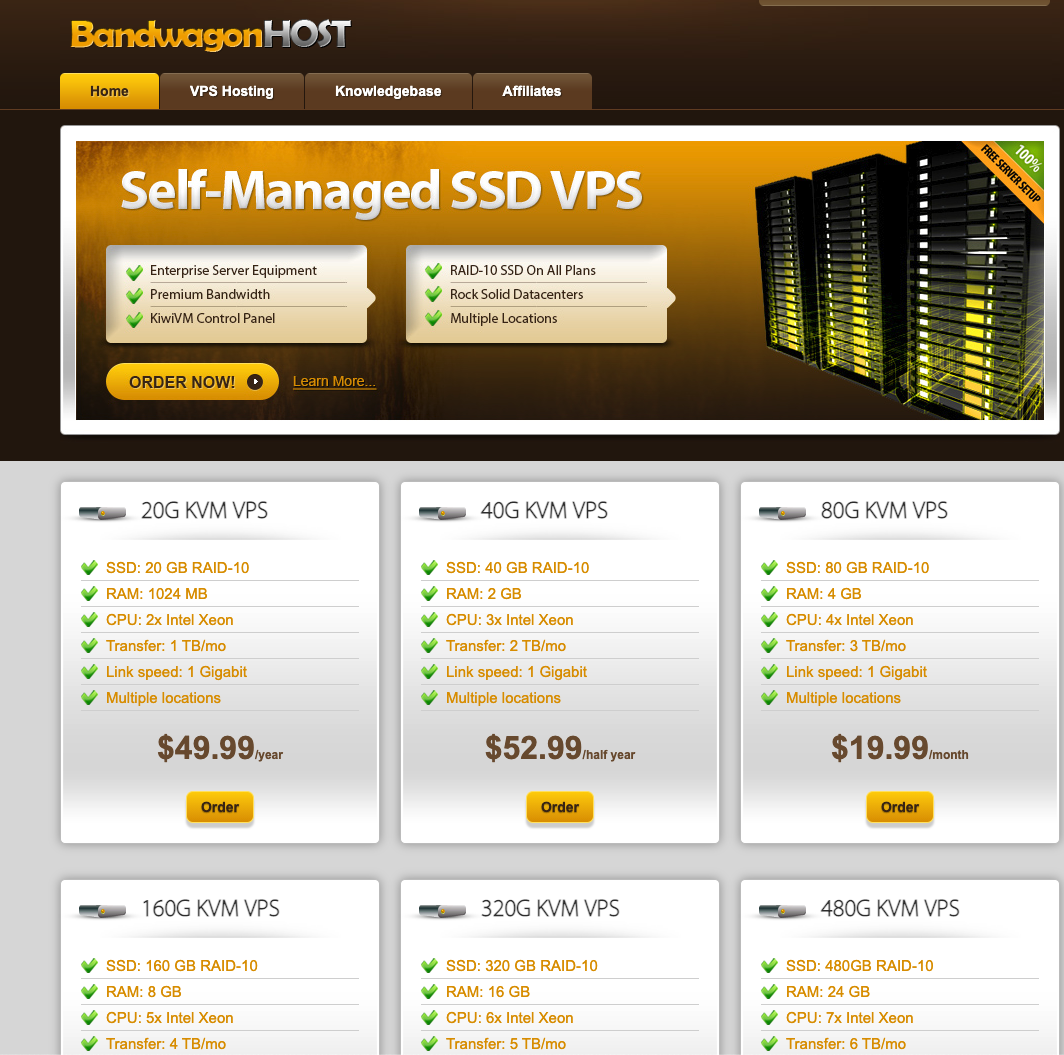 BandwagonHOST
Home
VPS Hosting
Knowledgebase
Affiliates
Self-Managed SSD VPS
100%
FREE SERVER SETUP
Enterprise Server Equipment
Premium Bandwidth
KiwiVM Control Panel
RAID-10 SSD On All Plans
Rock Solid Datacenters
Multiple Locations
ORDER NOW!
Learn More...
20G KVM VPS
SSD: 20 GB RAID-10
RAM: 1024 MB
CPU: 2x Intel Xeon
Transfer: 1 TB/mo
Link speed: 1 Gigabit
Multiple locations
$49.99/year
Order
40G KVM VPS
SSD: 40 GB RAID-10
RAM: 2 GB
CPU: 3x Intel Xeon
Transfer: 2 TB/mo
Link speed: 1 Gigabit
Multiple locations
$52.99/half year
Order
80G KVM VPS
SSD: 80 GB RAID-10
RAM: 4 GB
CPU: 4x Intel Xeon
Transfer: 3 TB/mo
Link speed: 1 Gigabit
Multiple locations
$19.99/month
Order
160G KVM VPS
SSD: 160 GB RAID-10
RAM: 8 GB
CPU: 5x Intel Xeon
Transfer: 4 TB/mo
320G KVM VPS
SSD: 320 GB RAID-10
RAM: 16 GB
CPU: 6x Intel Xeon
Transfer: 5 TB/mo
480G KVM VPS
SSD: 480GB RAID-10
RAM: 24 GB
CPU: 7x Intel Xeon
Transfer: 6 TB/mo